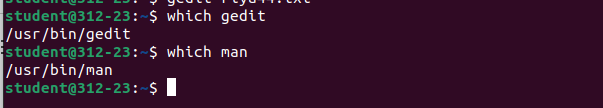 student@312-23:~$ which gedit
/usr/bin/gedit
student@312-23:~$ which man
/usr/bin/man
student@312-23:~$